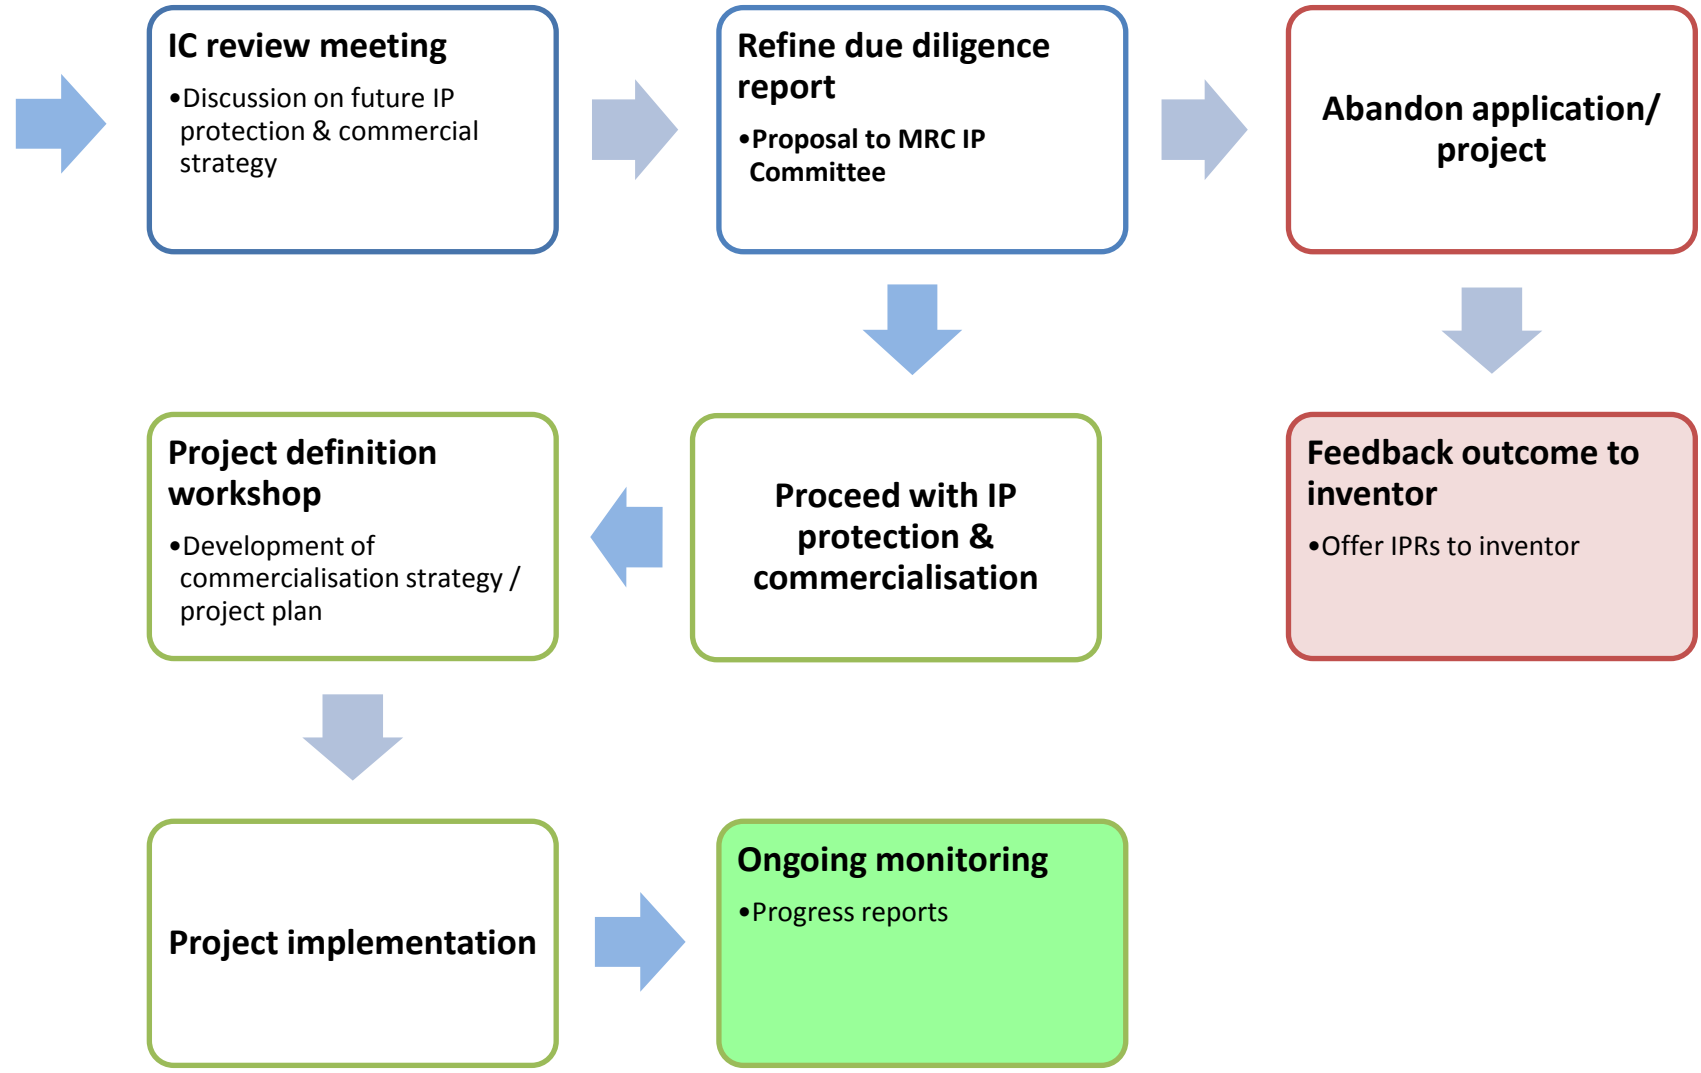 IC review meeting
•Discussion on future IP
protection & commercial
strategy
Refine due diligence
report
•Proposal to MRC IP
Committee
Abandon application/
project
Project definition
workshop
•Development of
commercialisation strategy /
project plan
Proceed with IP
protection &
commercialisation
Feedback outcome to
inventor
•Offer IPRs to inventor
Project implementation
Ongoing monitoring
•Progress reports